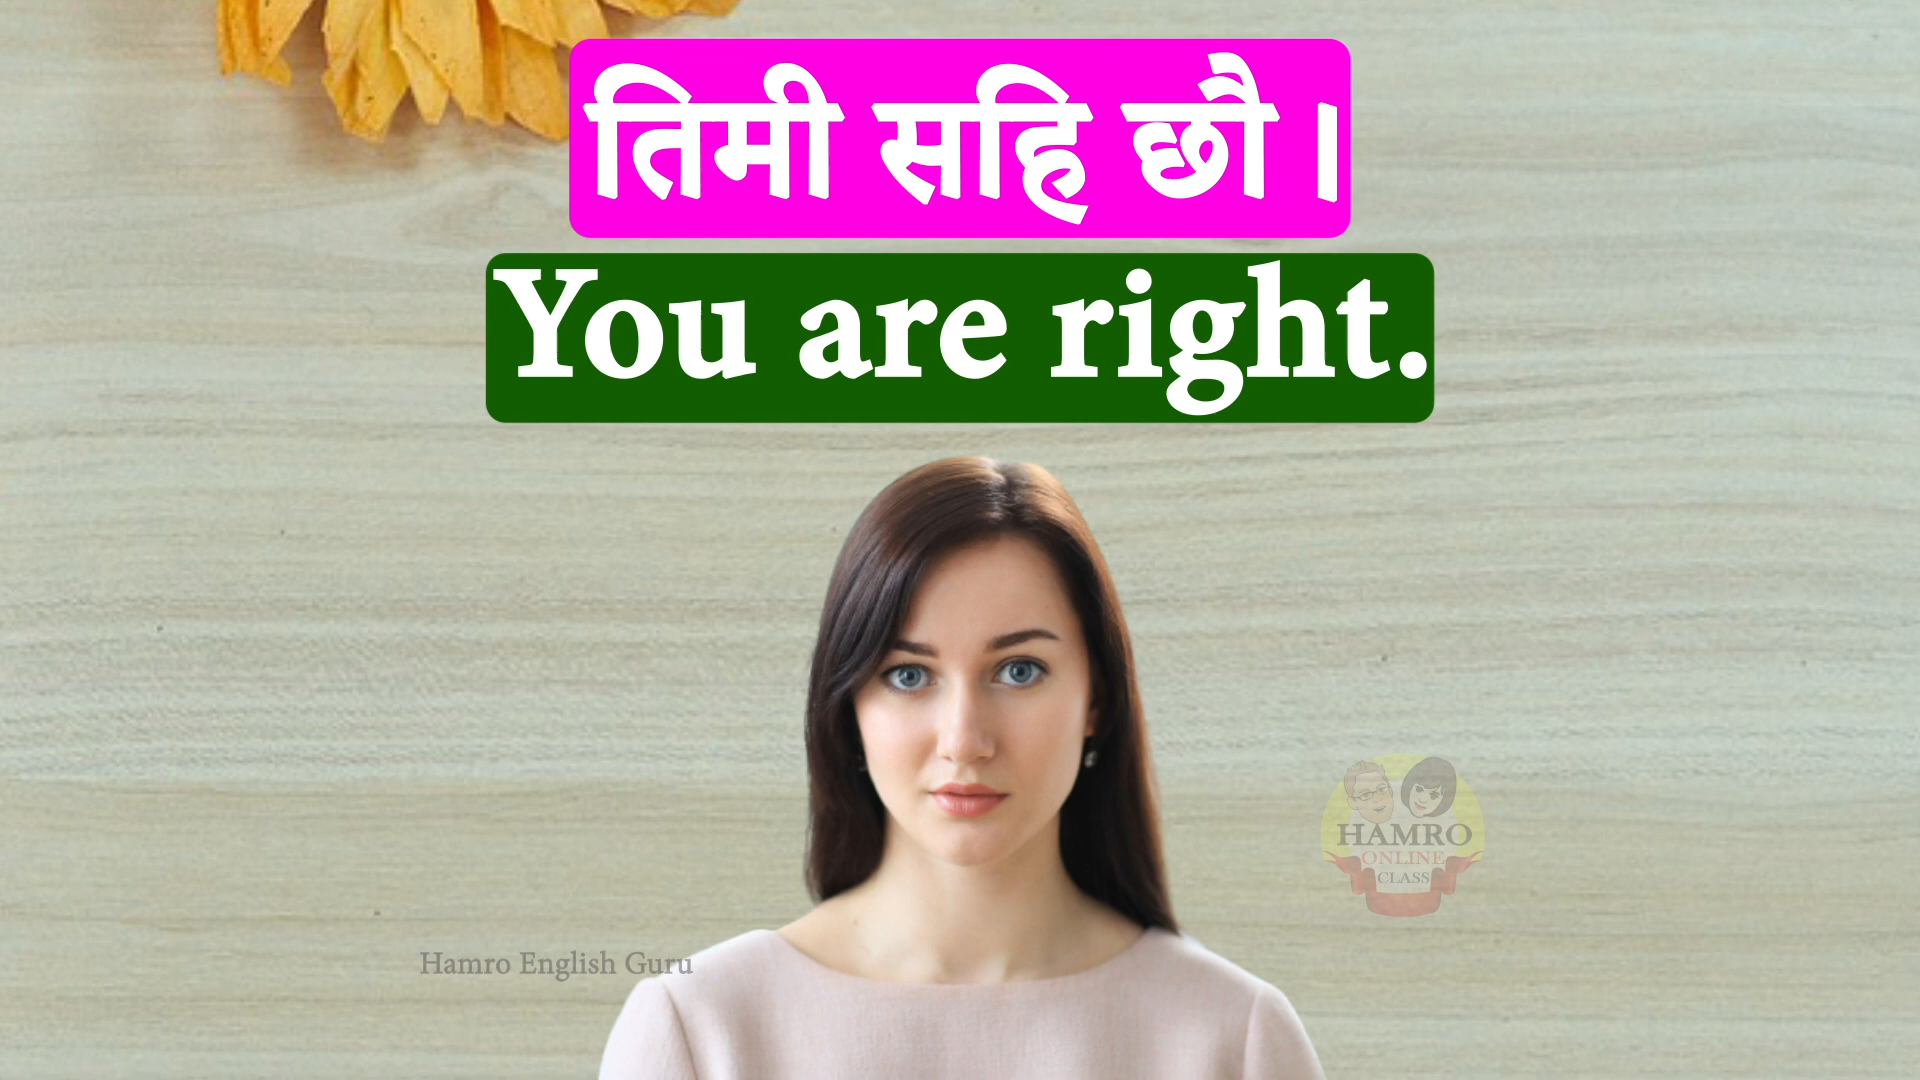 तिमी सहि छौ ।
You are right.
HAMRO
ONLINE
CLASS
Hamro English Guru